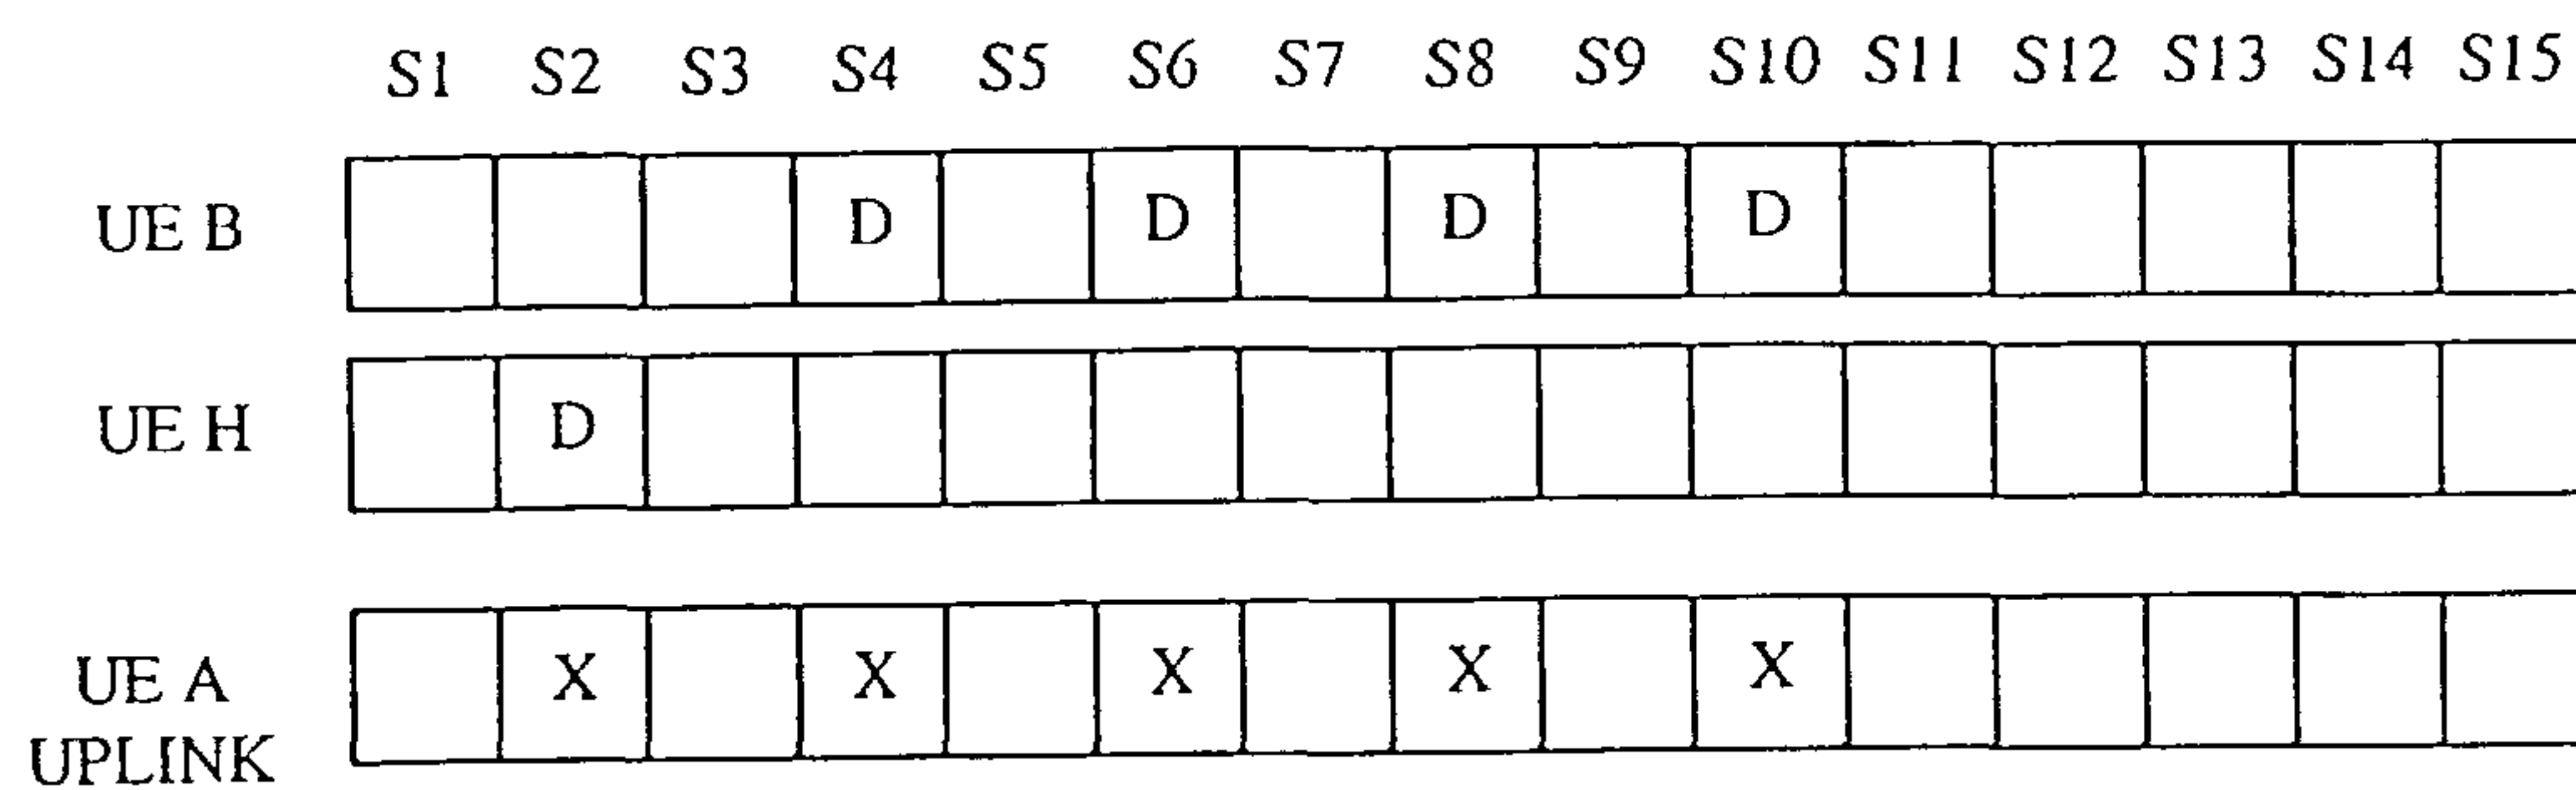 S1 S2 S3 S4 S5 S6 S7 S8 S9 S10 S11 S12 S13 S14 S15
UE B D D D D
UE H D
UE A
UPLINK X X X X X